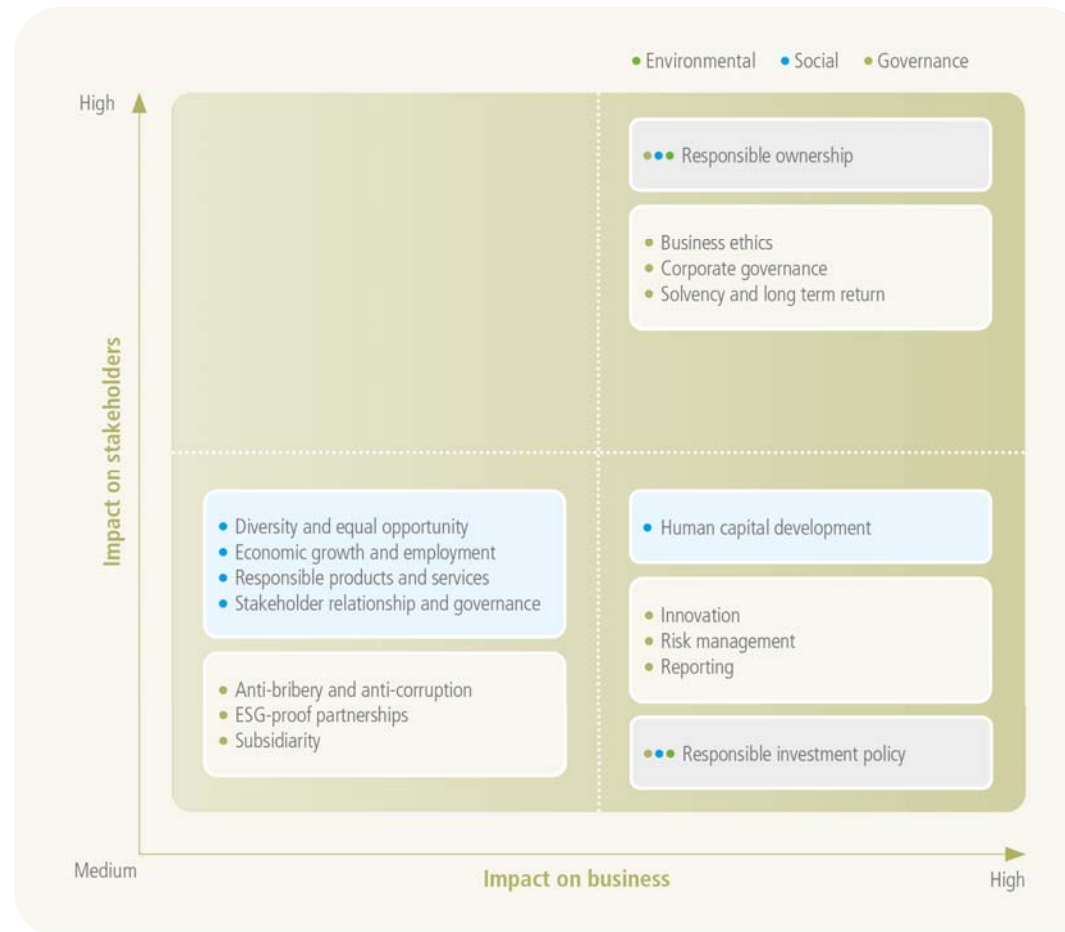 Environmental Social Governance
High
Responsible ownership
Business ethics
Corporate governance
Solvency and long term return
Impact on stakeholders
Diversity and equal opportunity
Economic growth and employment
Responsible products and services
Stakeholder relationship and governance
Anti-bribery and anti-corruption
ESG-proof partnerships
Subsidiarity
Human capital development
Innovation
Risk management
Reporting
Responsible investment policy
Medium
Impact on business
High